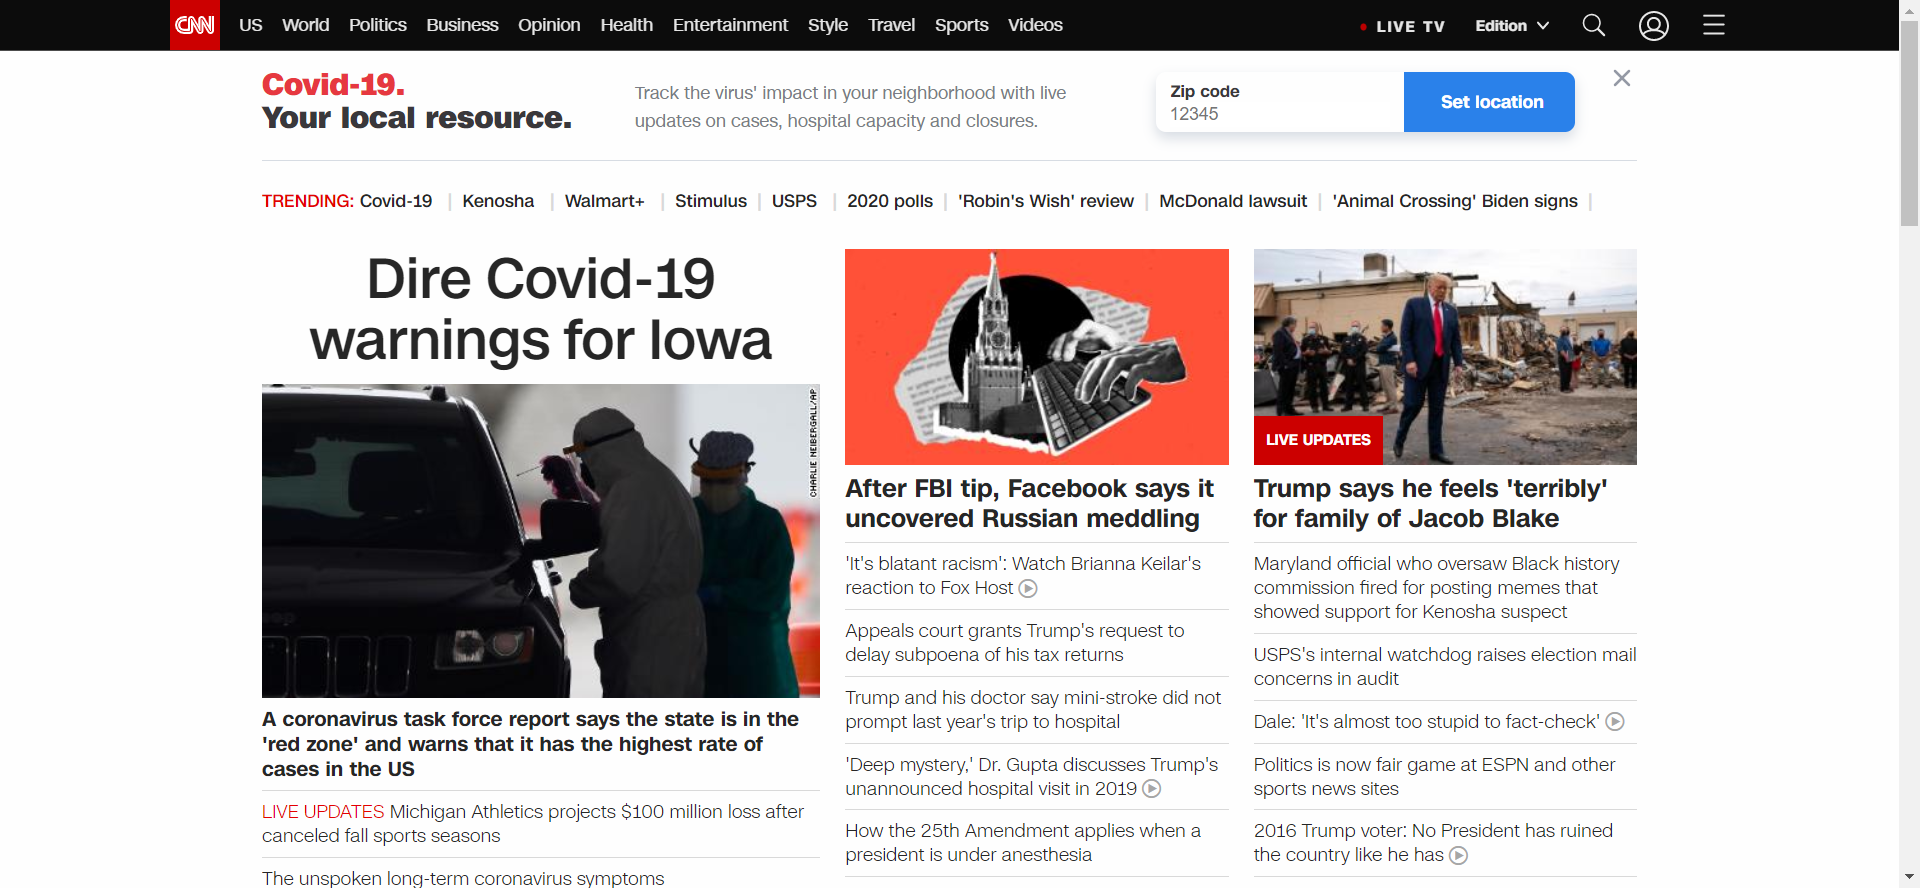 CNN
US World Politics Business Opinion Health Entertainment Style Travel Sports Videos
LIVE TV Edition
Covid-19.
Your local resource.
Track the virus' impact in your neighborhood with live
updates on cases, hospital capacity and closures.
Zip code
12345
Set location
TRENDING: Covid-19 | Kenosha | Walmart+ | Stimulus | USPS | 2020 polls | 'Robin's Wish' review | McDonald lawsuit | 'Animal Crossing' Biden signs |
Dire Covid-19
warnings for Iowa
CHARLIE NEIBERGALL/AP
Jeep
A coronavirus task force report says the state is in the
'red zone' and warns that it has the highest rate of
cases in the US
LIVE UPDATES Michigan Athletics projects $100 million loss after
canceled fall sports seasons
The unspoken long-term coronavirus symptoms
After FBI tip, Facebook says it
uncovered Russian meddling
'It's blatant racism': Watch Brianna Keilar's
reaction to Fox Host
Appeals court grants Trump's request to
delay subpoena of his tax returns
Trump and his doctor say mini-stroke did not
prompt last year's trip to hospital
'Deep mystery,' Dr. Gupta discusses Trump's
unannounced hospital visit in 2019
How the 25th Amendment applies when a
president is under anesthesia
LIVE UPDATES
Trump says he feels 'terribly'
for family of Jacob Blake
Maryland official who oversaw Black history
commission fired for posting memes that
showed support for Kenosha suspect
USPS's internal watchdog raises election mail
concerns in audit
Dale: 'It's almost too stupid to fact-check'
Politics is now fair game at ESPN and other
sports news sites
2016 Trump voter: No President has ruined
the country like he has